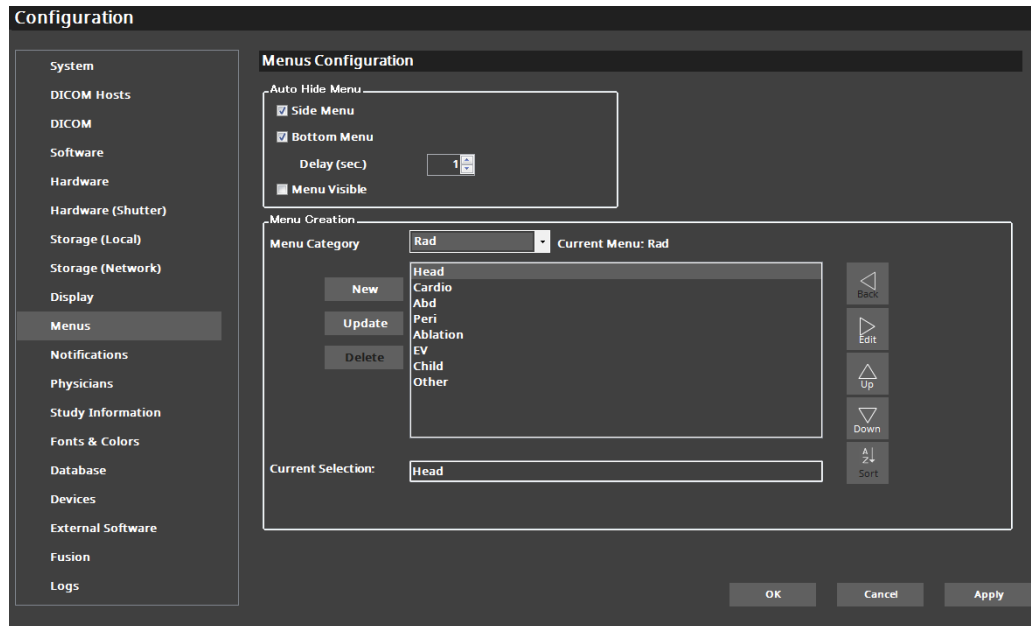 Configuration
System
DICOM Hosts
DICOM
Software
Hardware
Hardware (Shutter)
Storage (Local)
Storage (Network)
Display
Menus
Notifications
Physicians
Study Information
Fonts & Colors
Database
Devices
External Software
Fusion
Logs
Menus Configuration
Auto Hide Menu
Side Menu
Bottom Menu
Delay (sec.) 1
Menu Visible
Menu Creation
Menu Category Rad Current Menu: Rad
New
Update
Delete
Head
Cardio
Abd
Peri
Ablation
EV
Child
Other
Back
Edit
Up
Down
A
Z
Sort
Current Selection: Head
OK Cancel Apply